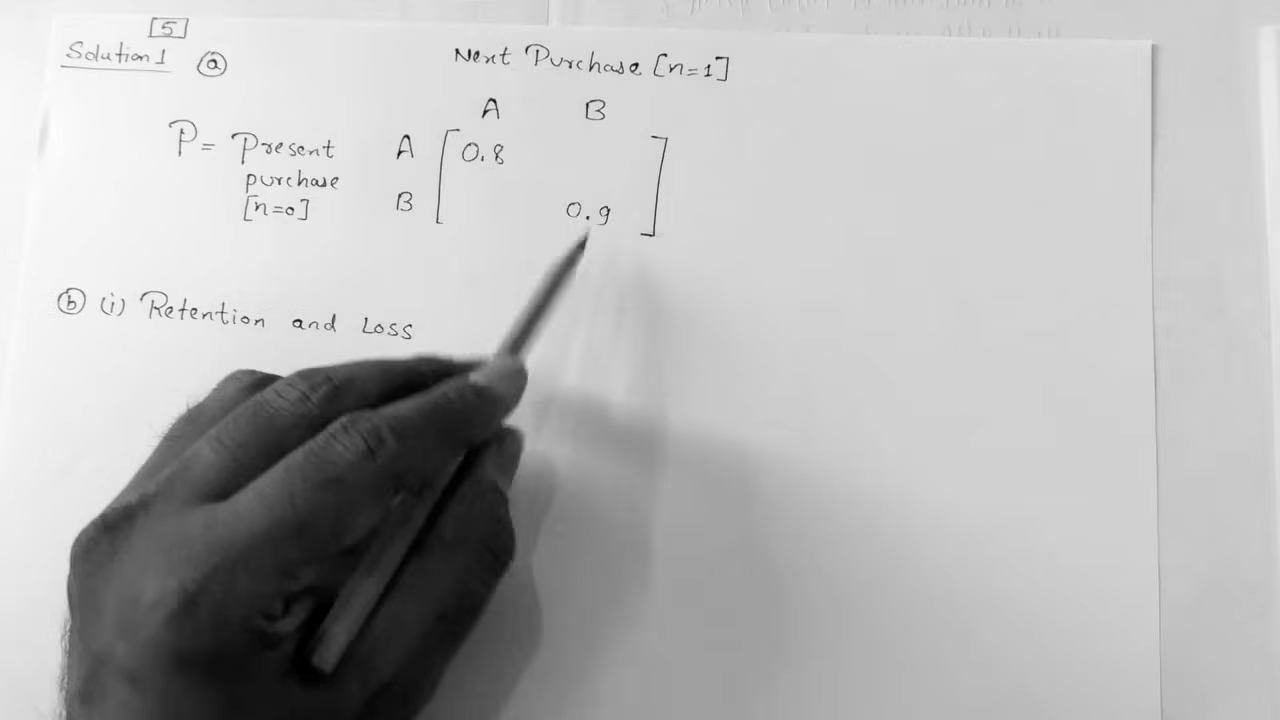 5
Solution 1 (a)
Next Purchase [n=1]
A B
P = Present A [0.8
purchase
[n=0] B 0.9]
(b) (i) Retention and Loss